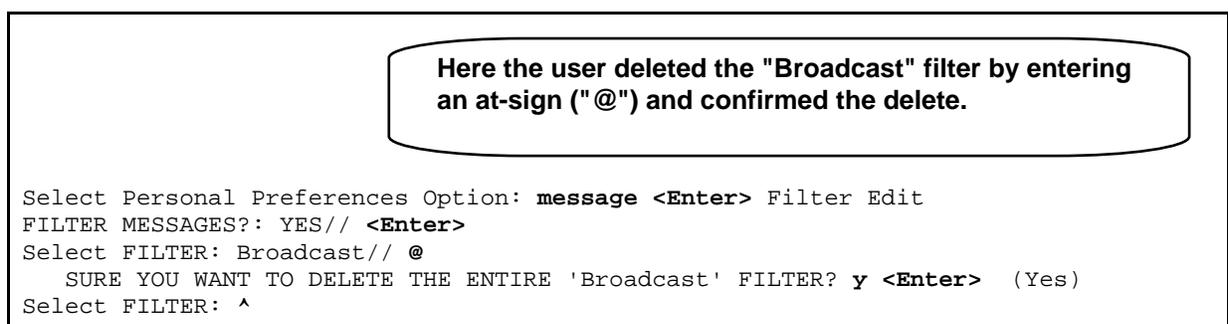 Here the user deleted the "Broadcast" filter by entering
an at-sign ("@") and confirmed the delete.
Select Personal Preferences Option: message <Enter> Filter Edit
FILTER MESSAGES?: YES// <Enter>
Select FILTER: Broadcast// @
   SURE YOU WANT TO DELETE THE ENTIRE 'Broadcast' FILTER? y <Enter>  (Yes)
Select FILTER: ^